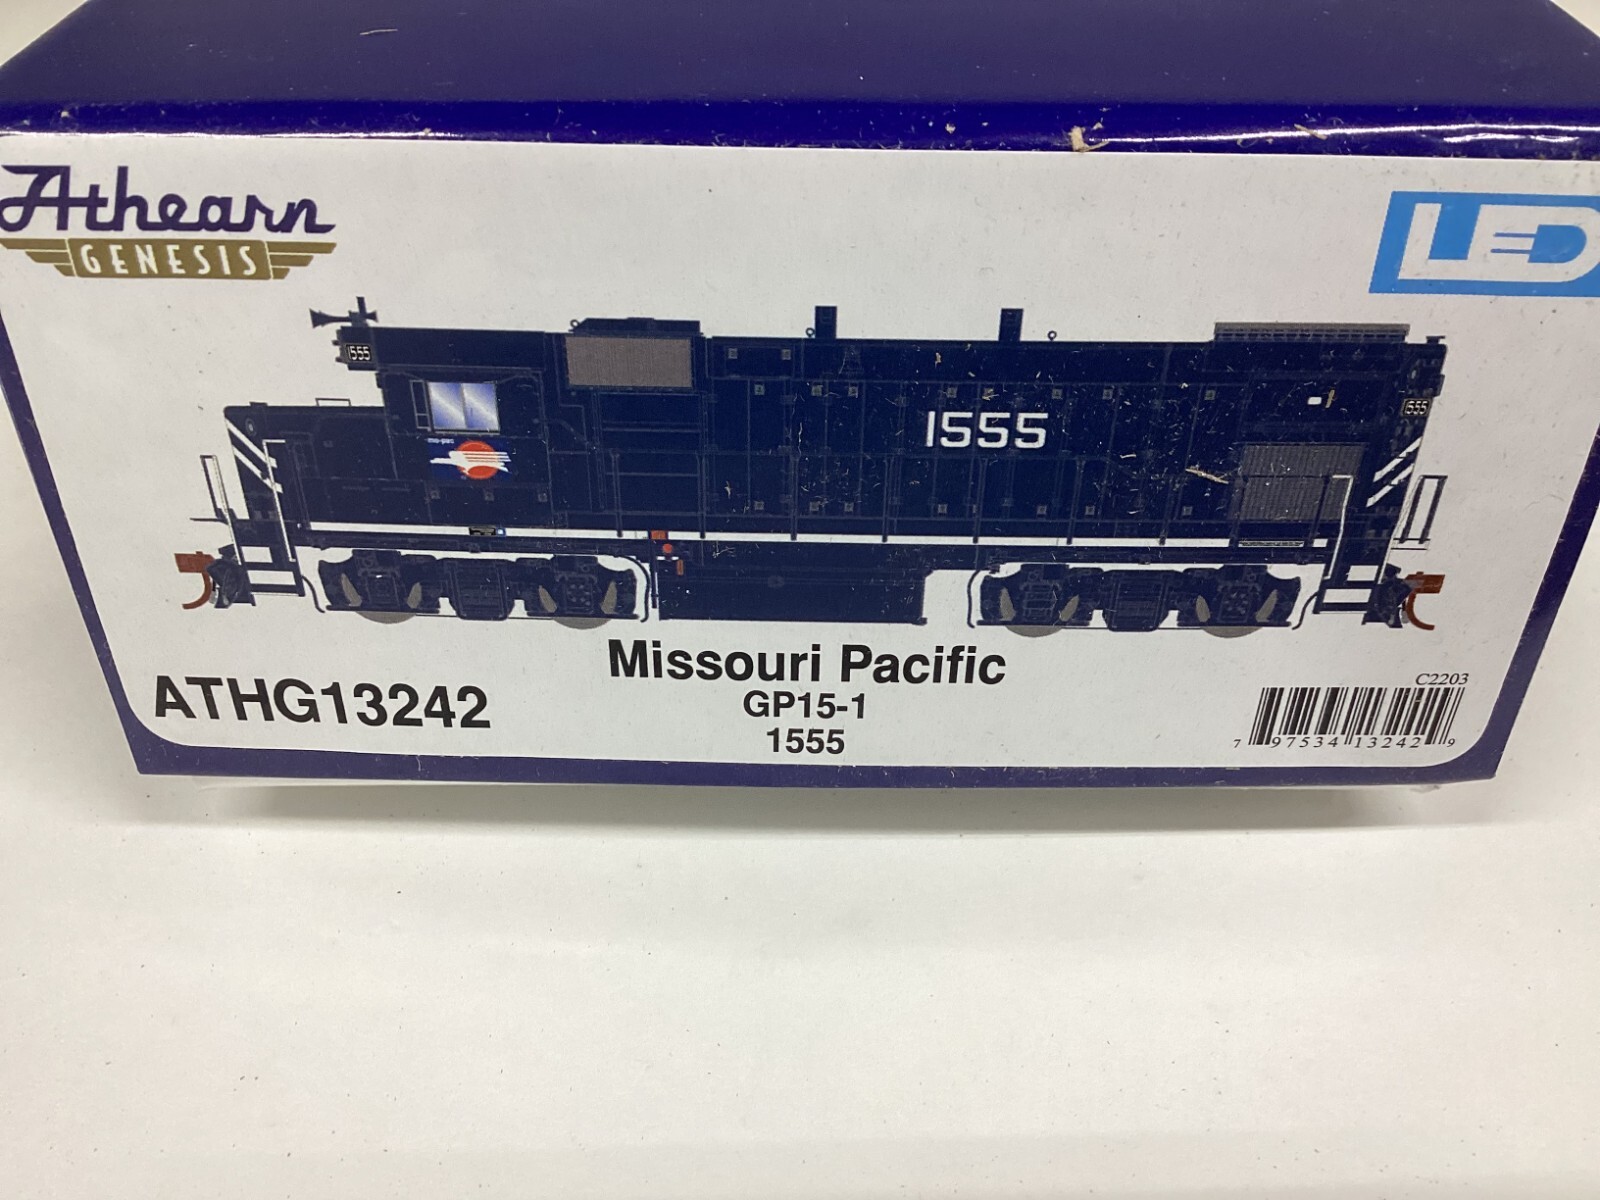 Athearn
GENESIS
LED
1555
1555
1555
mo-pac
Missouri Pacific
ATHG13242
GP15-1
1555
C2203
7 97534 13242 9